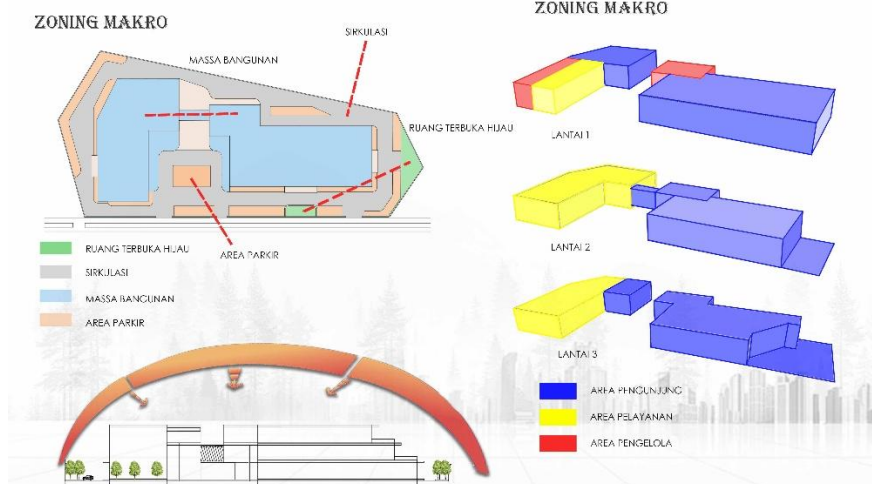 ZONING MAKRO
MASSA BANGUNAN
SIRKULASI
RUANG TERBUKA HIJAU
AREA PARKIR
RUANG TERBUKA HIJAU
SIRKULASI
MASSA BANGUNAN
AREA PARKIR
ZONING MAKRO
LANTAI 1
LANTAI 2
LANTAI 3
AREA PENGUNJUNG
AREA PELAYANAN
AREA PENGELOLA